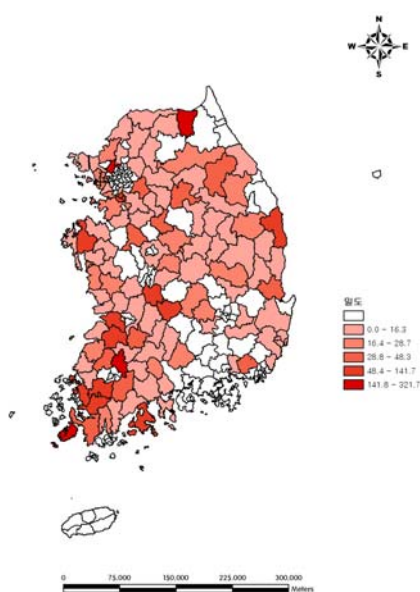 N
W E
S
밀도
0.0 - 16.3
16.4 - 28.7
28.8 - 48.3
48.4 - 141.7
141.8 - 321.7
0 75,000 150,000 225,000 300,000
Meters